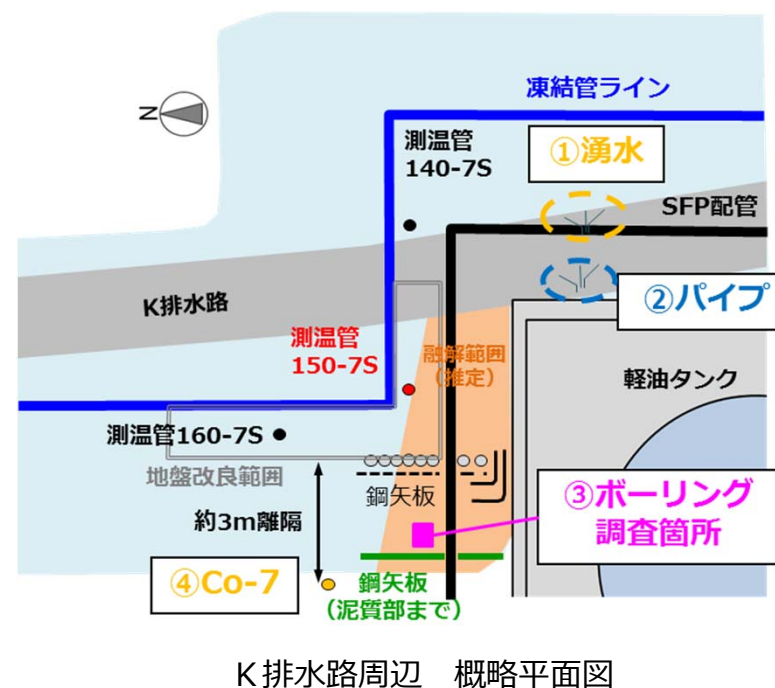 凍結管ライン
N
測温管
140-7S
①湧水
SFP配管
K排水路
②パイプ
測温管
150-7S
融解範囲
(推定)
軽油タンク
測温管160-7S
地盤改良範囲
鋼矢板
約3m離隔
③ボーリング
調査箇所
④Co-7
鋼矢板
(泥質部まで)
K排水路周辺 概略平面図